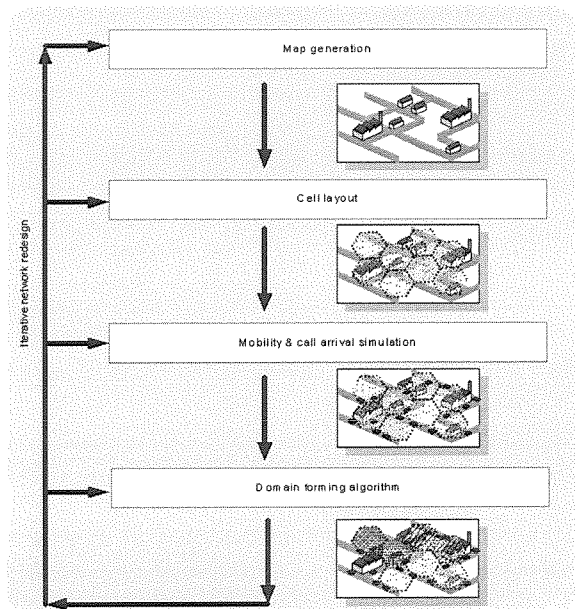 Map generation
Cell layout
Iterative network redesign
Mobility & call arrival simulation
Domain forming algorithm